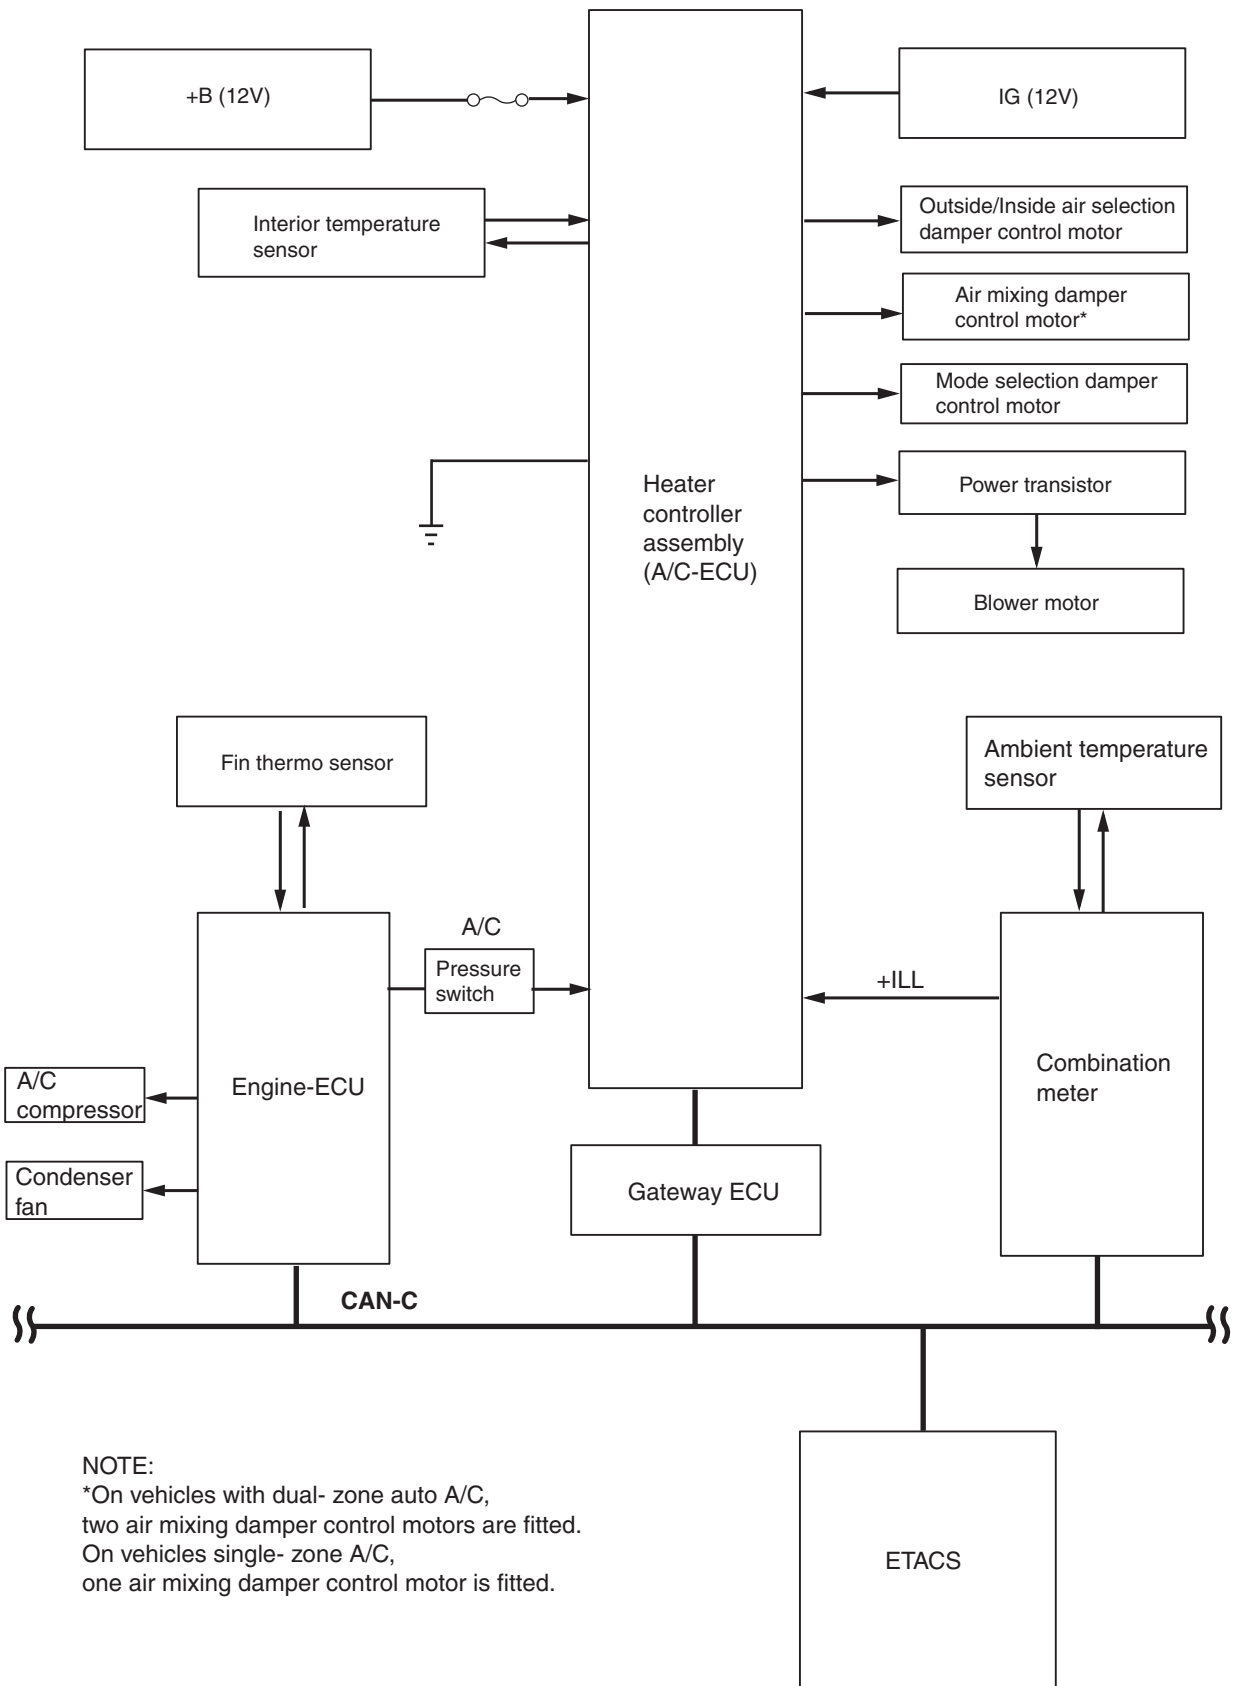 +B (12V)
IG (12V)
Interior temperature
sensor
Outside/Inside air selection
damper control motor
Air mixing damper
control motor*
Mode selection damper
control motor
Heater
controller
assembly
(A/C-ECU)
Power transistor
Blower motor
Fin thermo sensor
Ambient temperature
sensor
A/C
Pressure
switch
+ILL
A/C
compressor
Engine-ECU
Combination
meter
Condenser
fan
Gateway ECU
CAN-C
NOTE:
*On vehicles with dual- zone auto A/C,
two air mixing damper control motors are fitted.
On vehicles single- zone A/C,
one air mixing damper control motor is fitted.
ETACS